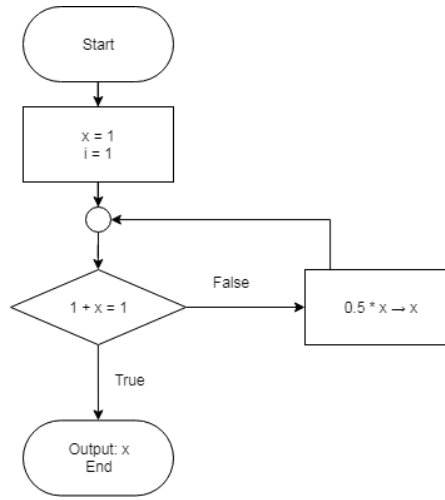 Start
x = 1
i = 1
1 + x = 1
False
0.5 * x → x
True
Output: x
End